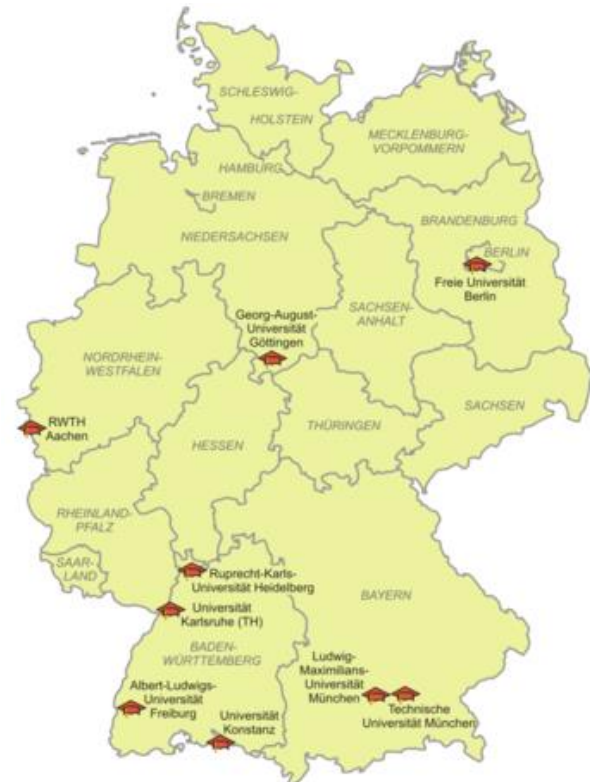 SCHLESWIG-
HOLSTEIN
MECKLENBURG-
VORPOMMERN
HAMBURG
BREMEN
NIEDERSACHSEN
BRANDENBURG
BERLIN
Freie Universität
Berlin
SACHSEN-
ANHALT
Georg-August-
Universität
Göttingen
NORDRHEIN-
WESTFALEN
RWTH
Aachen
HESSEN
THÜRINGEN
SACHSEN
RHEINLAND-
PFALZ
SAAR-
LAND
Ruprecht-Karls-
Universität Heidelberg
BAYERN
Universität
Karlsruhe (TH)
BADEN-
WÜRTTEMBERG
Ludwig-
Maximilians-
Universität
München
Technische
Universität München
Albert-Ludwigs-
Universität
Freiburg
Universität
Konstanz